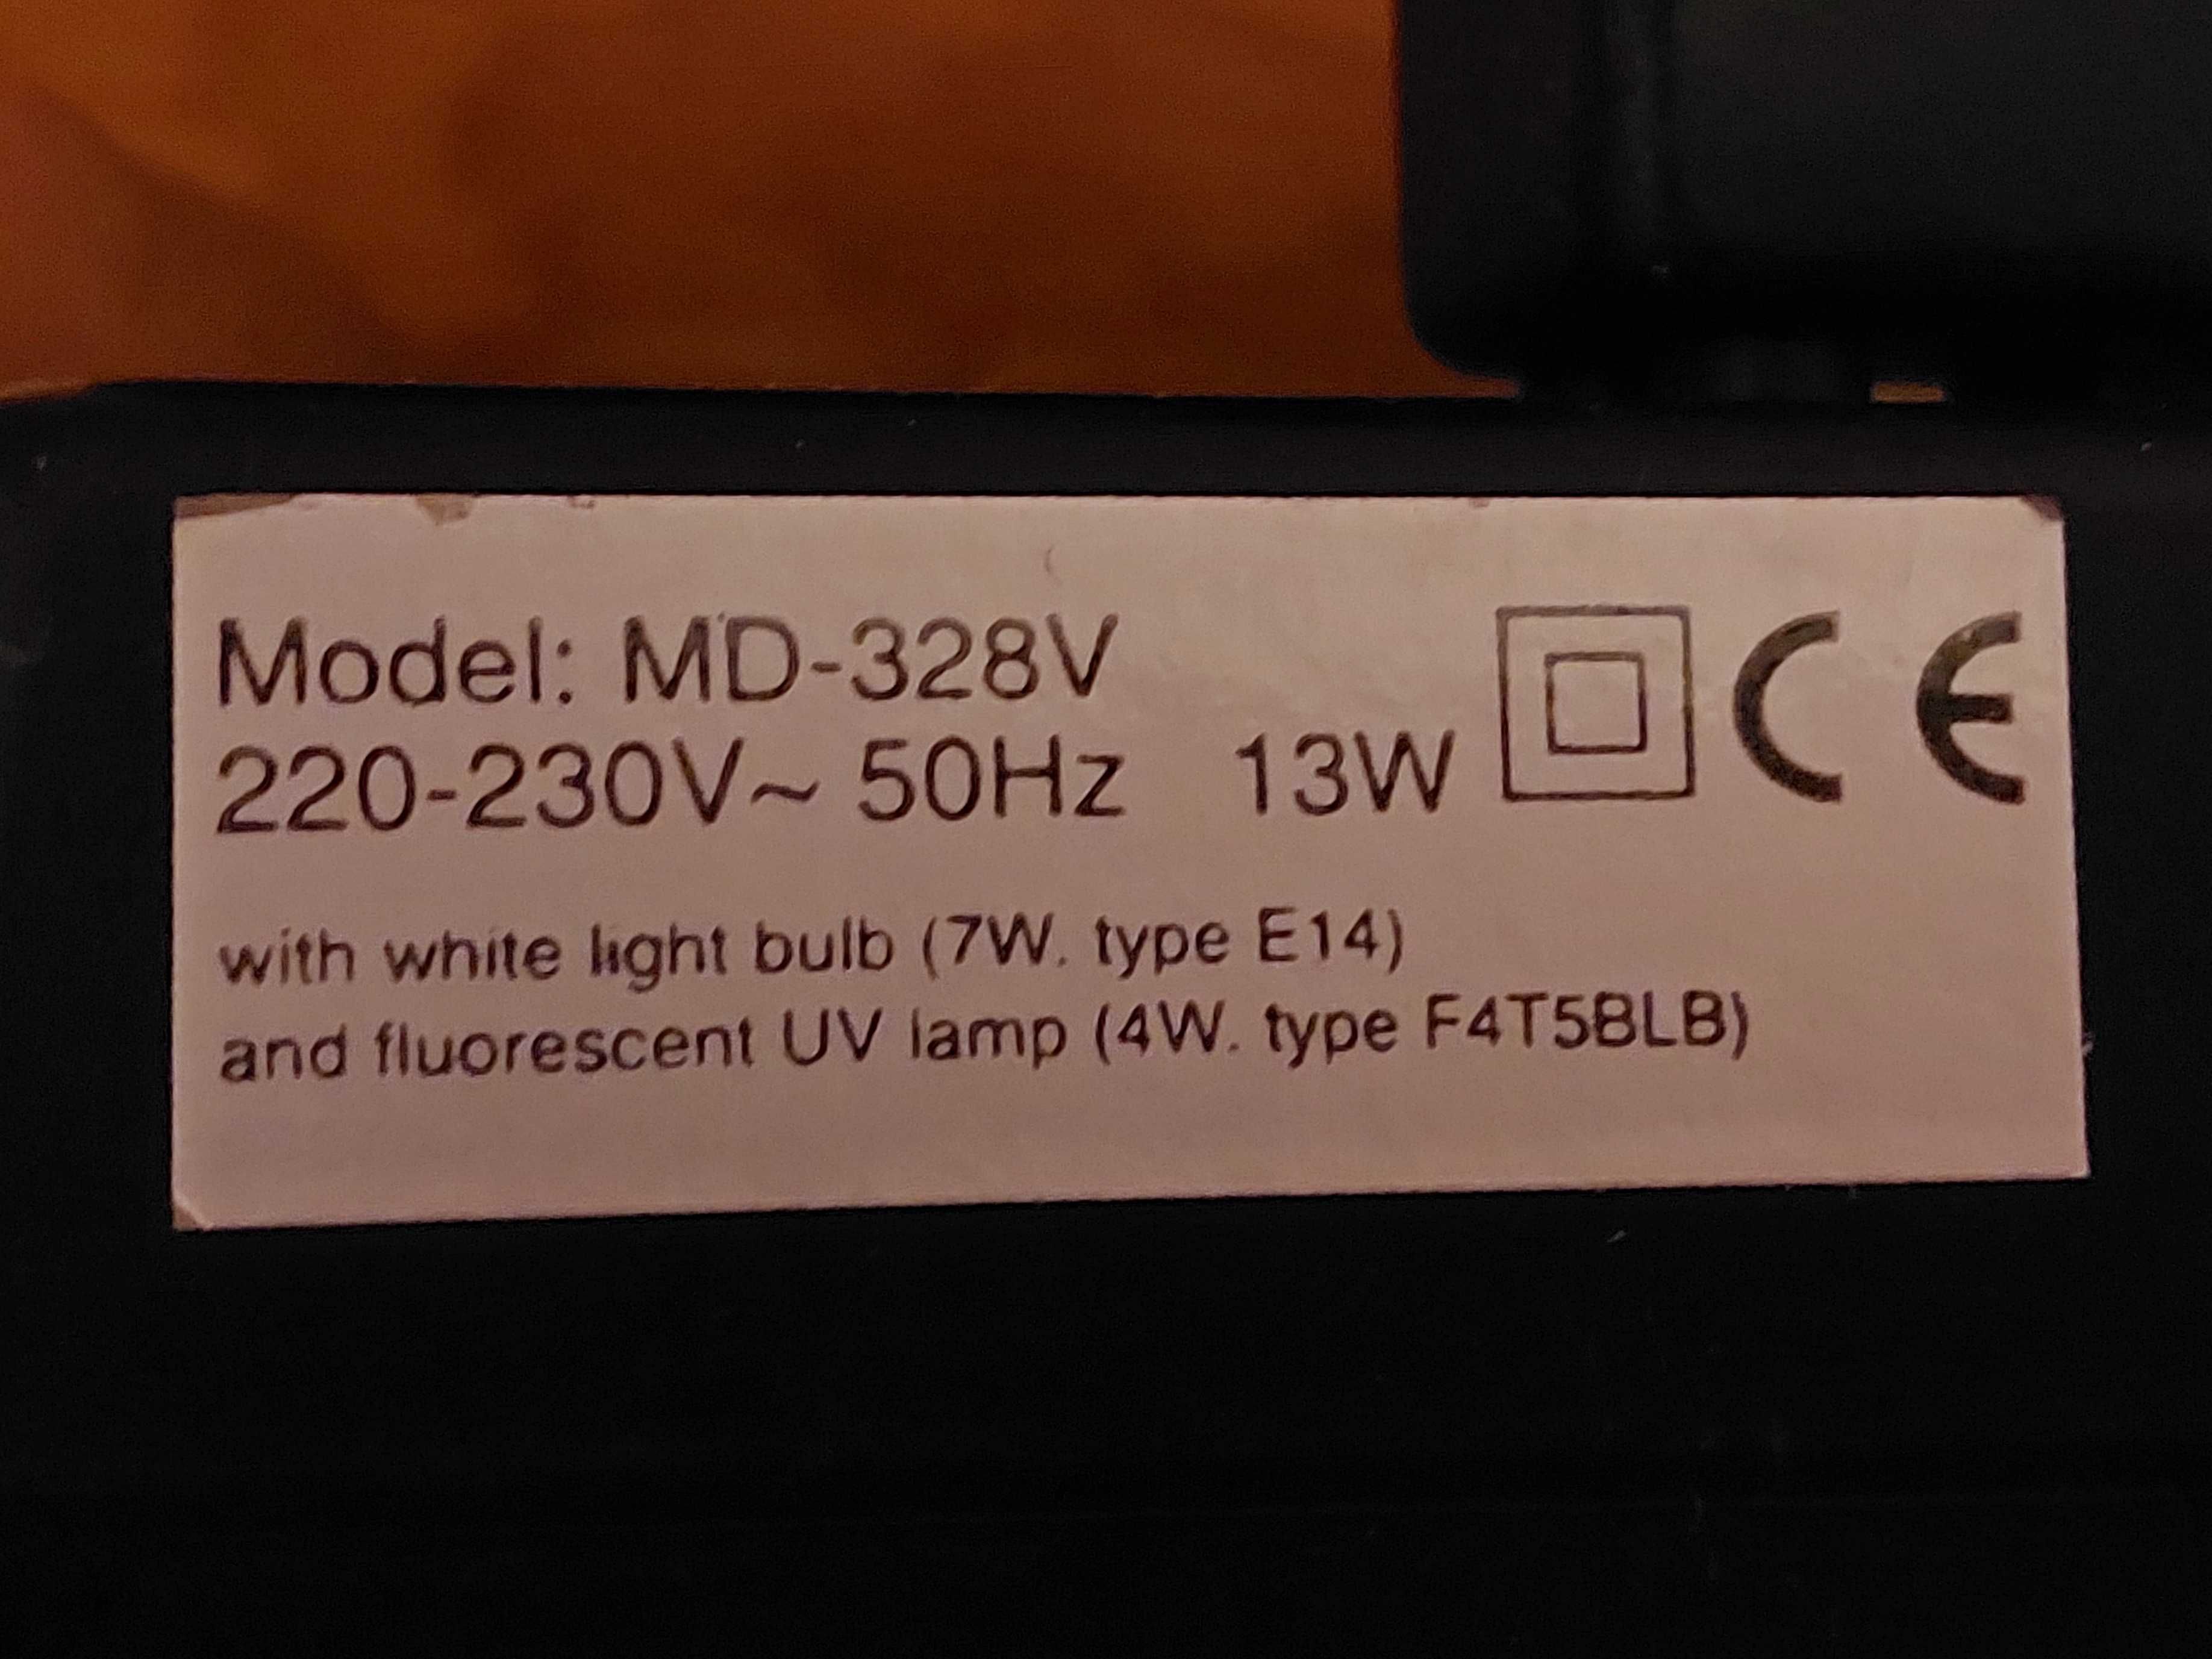 Model: MD-328V
220-230V~ 50Hz 13W CE
with white light bulb (7W. type E14)
and fluorescent UV lamp (4W. type F4T5BLB)